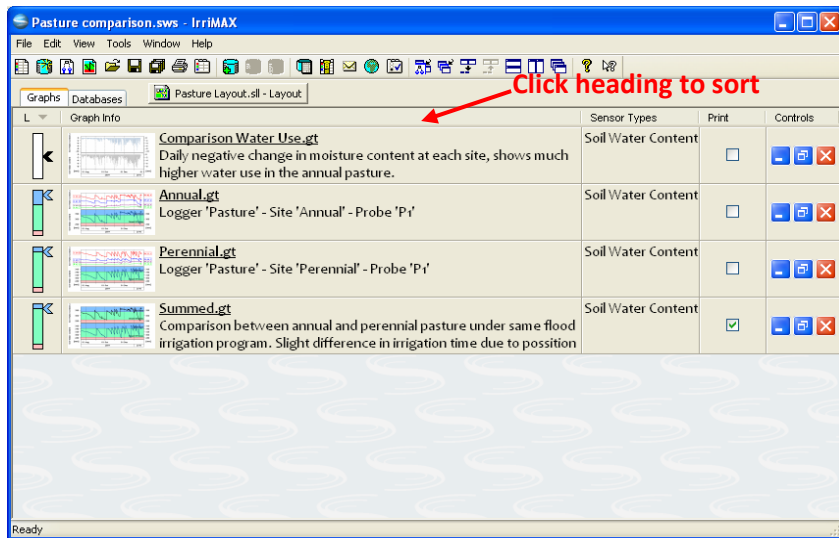 Pasture comparison.sws - IrriMAX
File Edit View Tools Window Help
Click heading to sort
Graphs Databases Pasture Layout.sll - Layout
L Graph Info Sensor Types Print Controls
Comparison Water Use.gt Soil Water Content
Daily negative change in moisture content at each site, shows much
higher water use in the annual pasture.
Annual.gt Soil Water Content
Logger 'Pasture' - Site 'Annual' - Probe 'P1'
Perennial.gt Soil Water Content
Logger 'Pasture' - Site 'Perennial' - Probe 'P1'
Summed.gt Soil Water Content
Comparison between annual and perennial pasture under same flood
irrigation program. Slight difference in irrigation time due to possition
Ready